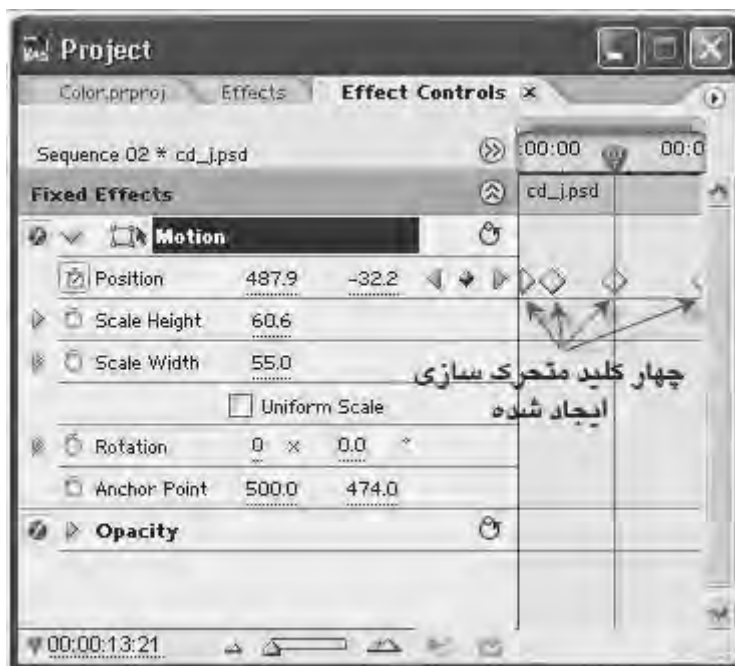 Project
Color.prproj Effects Effect Controls
Sequence 02 * cd_j.psd :00:00 00:0
Fixed Effects cd_j.psd
Motion
Position 487.9 -32.2
Scale Height 60.6
Scale Width 55.0
چهار کلید متحرک سازی
ایجاد شده
Uniform Scale
Rotation 0 x 0.0 °
Anchor Point 500.0 474.0
Opacity
00:00:13:21